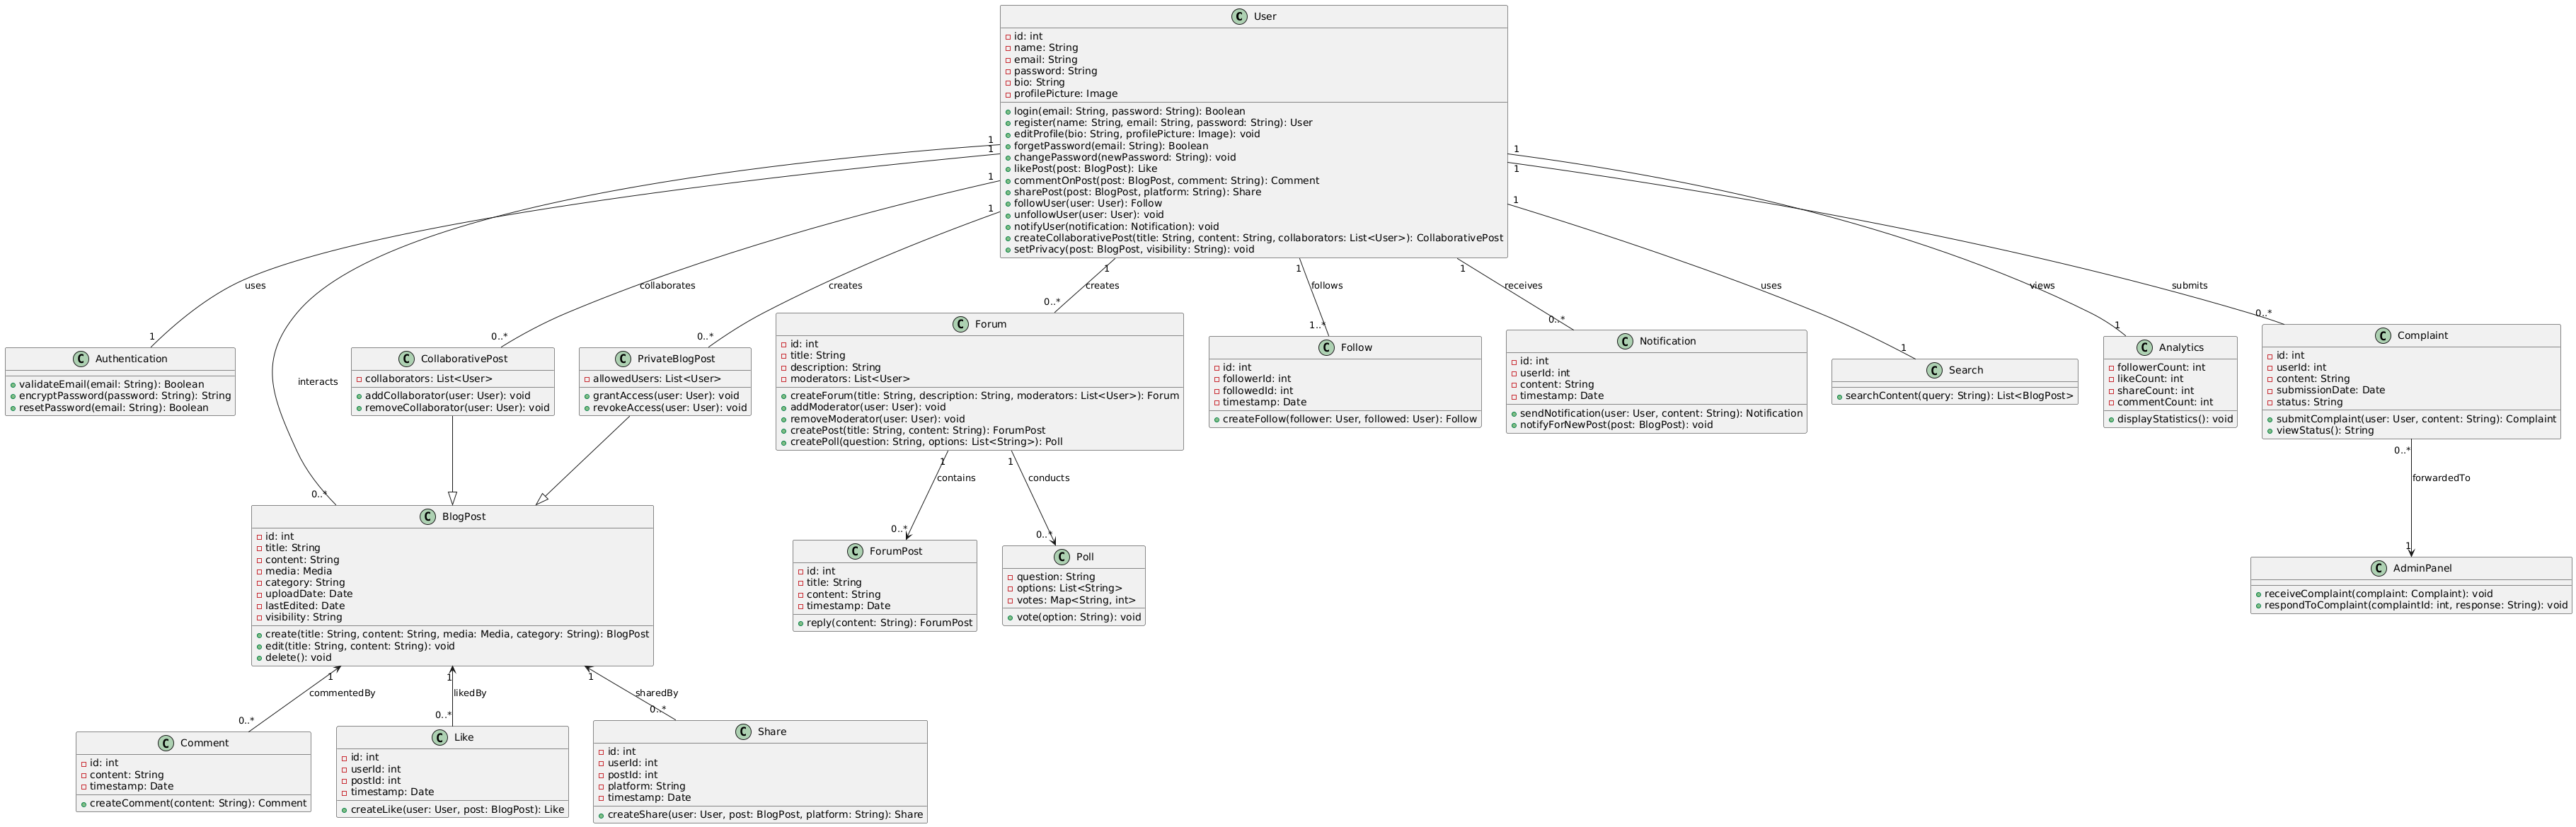 User
id: int
name: String
email: String
password: String
bio: String
profilePicture: Image
login(email: String, password: String): Boolean
register(name: String, email: String, password: String): User
editProfile(bio: String, profilePicture: Image): void
forgetPassword(email: String): Boolean
changePassword(newPassword: String): void
likePost(post: BlogPost): Like
commentOnPost(post: BlogPost, comment: String): Comment
sharePost(post: BlogPost, platform: String): Share
followUser(user: User): Follow
unfollowUser(user: User): void
notifyUser(notification: Notification): void
createCollaborativePost(title: String, content: String, collaborators: List<User>): CollaborativePost
setPrivacy(post: BlogPost, visibility: String): void
1
1
1
1
1
1
1
1
1
1
1
uses
collaborates
creates
creates
follows
receives
uses
views
submits
interacts
1
0..*
0..*
0..*
1..*
0..*
1
1
0..*
0..*
Authentication
validateEmail(email: String): Boolean
encryptPassword(password: String): String
resetPassword(email: String): Boolean
CollaborativePost
collaborators: List<User>
addCollaborator(user: User): void
removeCollaborator(user: User): void
PrivateBlogPost
allowedUsers: List<User>
grantAccess(user: User): void
revokeAccess(user: User): void
Forum
id: int
title: String
description: String
moderators: List<User>
createForum(title: String, description: String, moderators: List<User>): Forum
addModerator(user: User): void
removeModerator(user: User): void
createPost(title: String, content: String): ForumPost
createPoll(question: String, options: List<String>): Poll
Follow
id: int
followerId: int
followedId: int
timestamp: Date
createFollow(follower: User, followed: User): Follow
Notification
id: int
userId: int
content: String
timestamp: Date
sendNotification(user: User, content: String): Notification
notifyForNewPost(post: BlogPost): void
Search
searchContent(query: String): List<BlogPost>
Analytics
followerCount: int
likeCount: int
shareCount: int
commentCount: int
displayStatistics(): void
Complaint
id: int
userId: int
content: String
submissionDate: Date
status: String
submitComplaint(user: User, content: String): Complaint
viewStatus(): String
1
contains
0..*
1
conducts
0..*
0..*
forwardedTo
1
BlogPost
id: int
title: String
content: String
media: Media
category: String
uploadDate: Date
lastEdited: Date
visibility: String
create(title: String, content: String, media: Media, category: String): BlogPost
edit(title: String, content: String): void
delete(): void
ForumPost
id: int
title: String
content: String
timestamp: Date
reply(content: String): ForumPost
Poll
question: String
options: List<String>
votes: Map<String, int>
vote(option: String): void
AdminPanel
receiveComplaint(complaint: Complaint): void
respondToComplaint(complaintId: int, response: String): void
1
commentedBy
0..*
1
likedBy
0..*
1
sharedBy
0..*
Comment
id: int
content: String
timestamp: Date
createComment(content: String): Comment
Like
id: int
userId: int
postId: int
timestamp: Date
createLike(user: User, post: BlogPost): Like
Share
id: int
userId: int
postId: int
platform: String
timestamp: Date
createShare(user: User, post: BlogPost, platform: String): Share